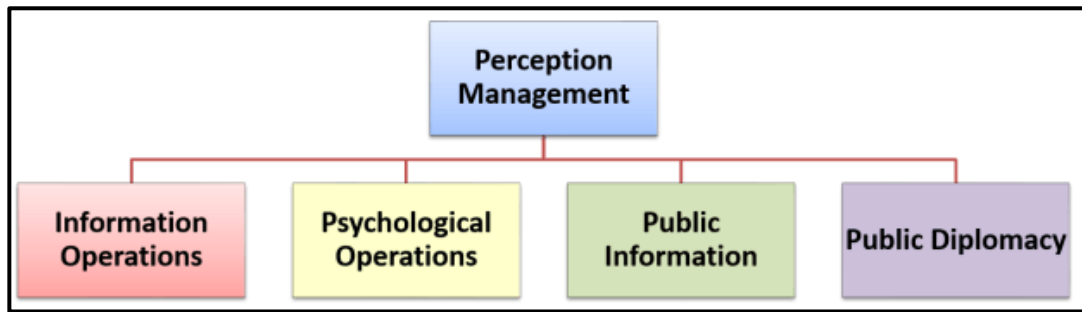 Perception
Management
Information
Operations
Psychological
Operations
Public
Information
Public Diplomacy